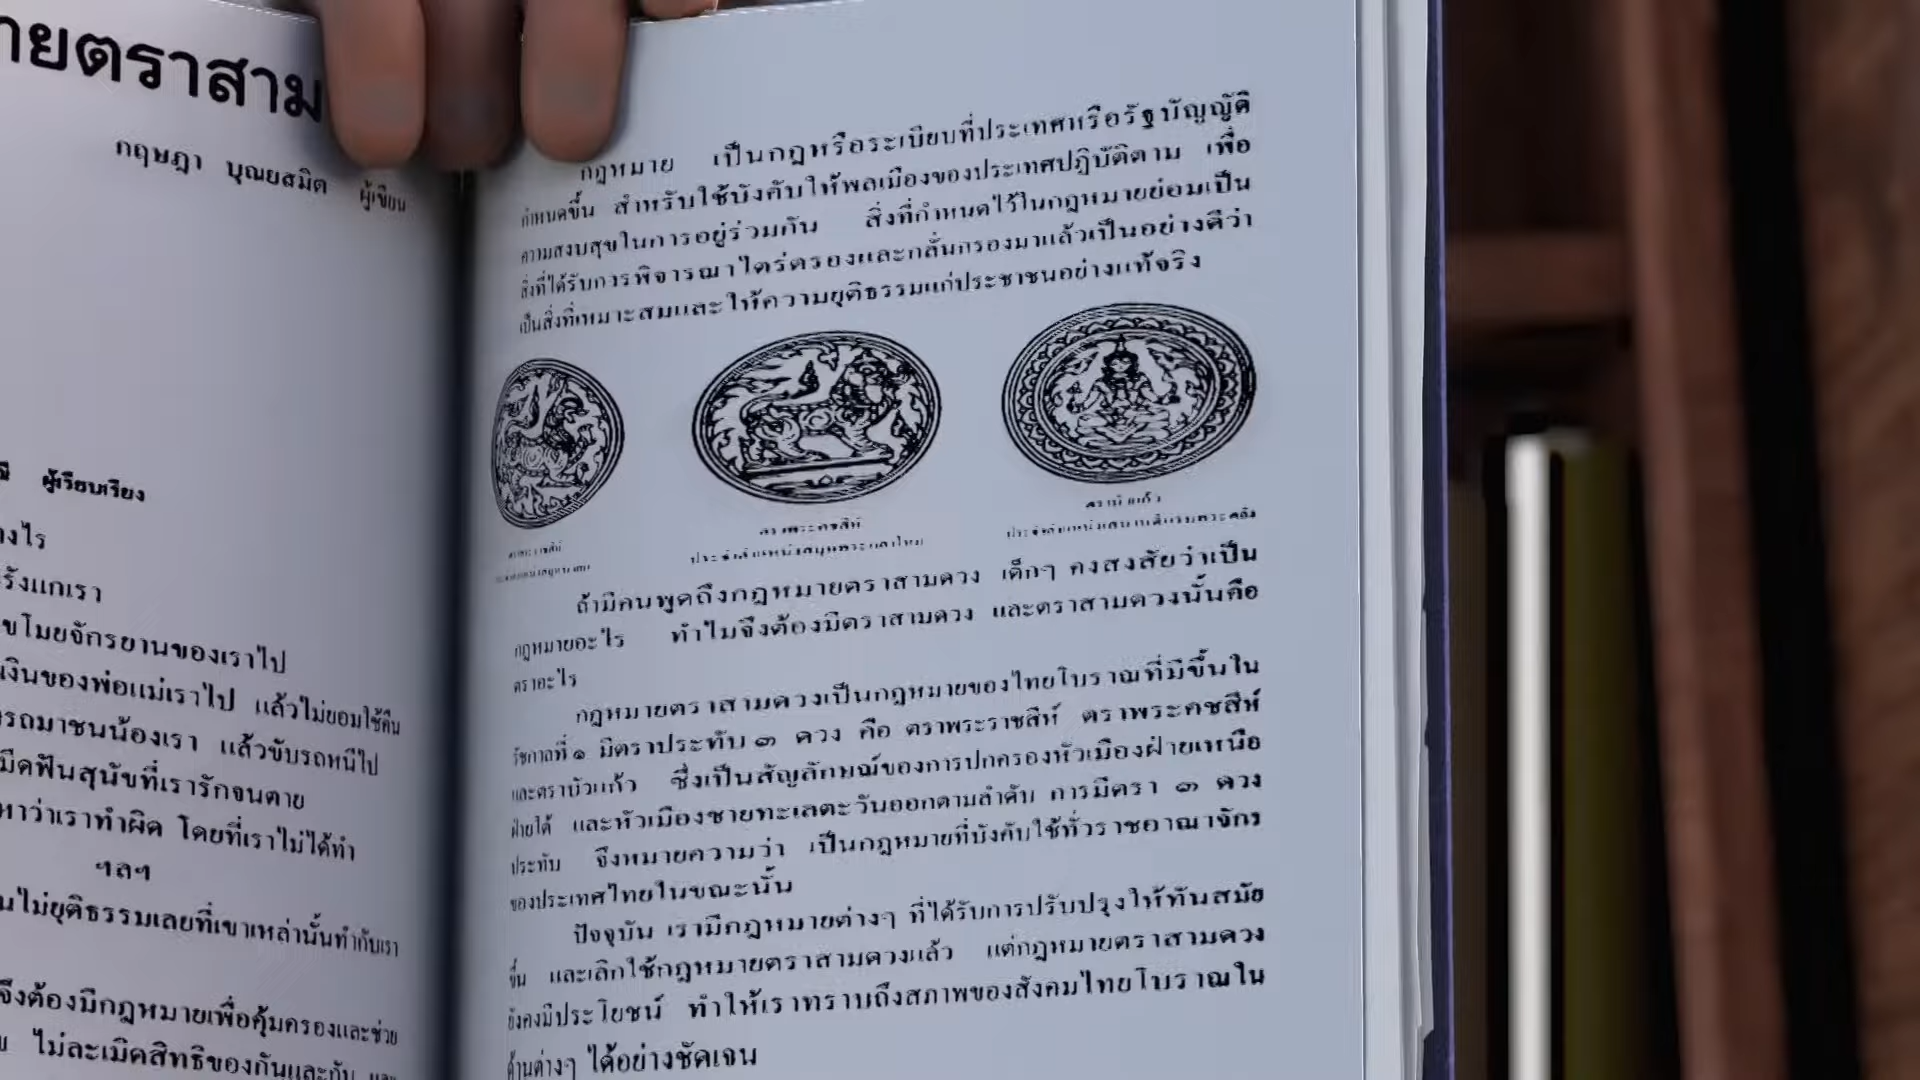 ายตราสาม
กฤษฎา บุณยสมิต ผู้เขียน
ผู้เรียบเรียง
างไร
รังแกเรา
ขโมยจักรยานของเราไป
เงินของพ่อแม่เราไป แล้วไม่ยอมใช้คืน
รถมาชนน้องเรา แล้วขับรถหนีไป
มีดฟันสุนัขที่เรารักจนตาย
หาว่าเราทำผิด โดยที่เราไม่ได้ทำ
ฯลฯ
นไม่ยุติธรรมเลยที่เขาเหล่านั้นทำกับเรา
จึงต้องมีกฎหมายเพื่อคุ้มครองและช่วย
ไม่ละเมิดสิทธิของกันและกัน และ
กฎหมาย เป็นกฎหรือระเบียบที่ประเทศหรือรัฐบัญญัติ
กำหนดขึ้น สำหรับใช้บังคับให้พลเมืองของประเทศปฏิบัติตาม เพื่อ
ความสงบสุขในการอยู่ร่วมกัน สิ่งที่กำหนดไว้ในกฎหมายย่อมเป็น
สิ่งที่ได้รับการพิจารณาไตร่ตรองและกลั่นกรองมาแล้วเป็นอย่างดีว่า
เป็นสิ่งที่เหมาะสมและให้ความยุติธรรมแก่ประชาชนอย่างแท้จริง
ตราพระราชสีห์
ตราพระคชสีห์
ประจำตำแหน่งสมุหพระกลาโหม
ตราบัวแก้ว
ถ้ามีคนพูดถึงกฎหมายตราสามดวง เด็กๆ คงสงสัยว่าเป็น
กฎหมายอะไร ทำไมจึงต้องมีตราสามดวง และตราสามดวงนั้นคือ
ตราอะไร
กฎหมายตราสามดวงเป็นกฎหมายของไทยโบราณที่มีขึ้นใน
รัชกาลที่ ๑ มีตราประทับ ๓ ดวง คือ ตราพระราชสีห์ ตราพระคชสีห์
และตราบัวแก้ว ซึ่งเป็นสัญลักษณ์ของการปกครองหัวเมืองฝ่ายเหนือ
ฝ่ายใต้ และหัวเมืองชายทะเลตะวันออกตามลำดับ การมีตรา ๓ ดวง
ประทับ จึงหมายความว่า เป็นกฎหมายที่บังคับใช้ทั่วราชอาณาจักร
ของประเทศไทยในขณะนั้น
ปัจจุบัน เรามีกฎหมายต่างๆ ที่ได้รับการปรับปรุงให้ทันสมัย
ขึ้น และเลิกใช้กฎหมายตราสามดวงแล้ว แต่กฎหมายตราสามดวง
ยังคงมีประโยชน์ ทำให้เราทราบถึงสภาพของสังคมไทยโบราณใน
ด้านต่างๆ ได้อย่างชัดเจน